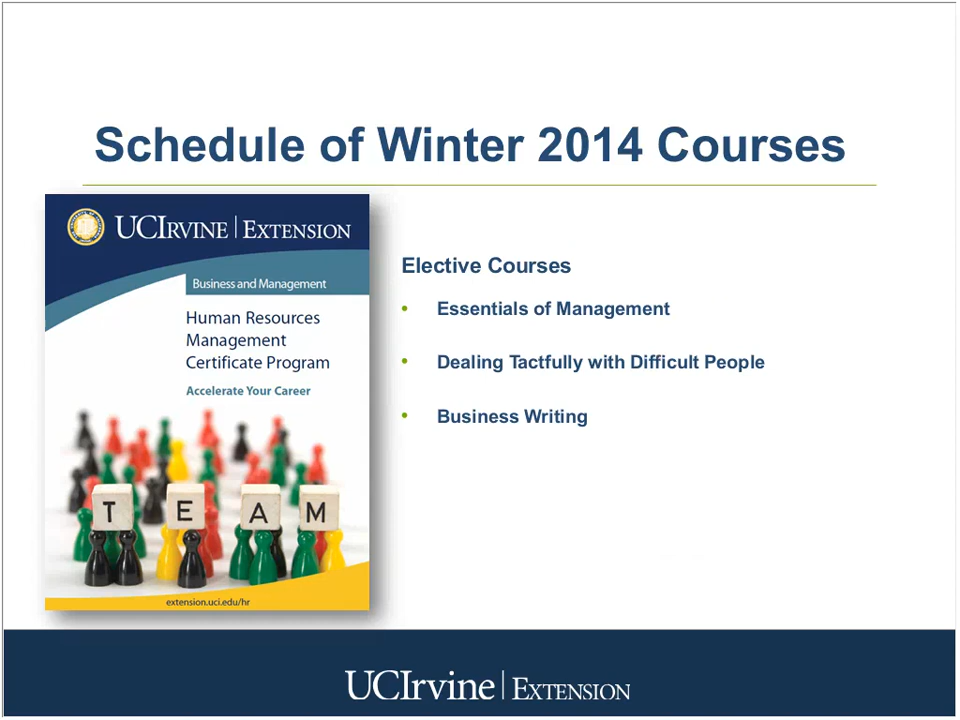 Schedule of Winter 2014 Courses
UCIRVINE | EXTENSION
Business and Management
Human Resources
Management
Certificate Program
Accelerate Your Career
T E A M
extension.uci.edu/hr
Elective Courses
• Essentials of Management
• Dealing Tactfully with Difficult People
• Business Writing
UCIrvine | EXTENSION